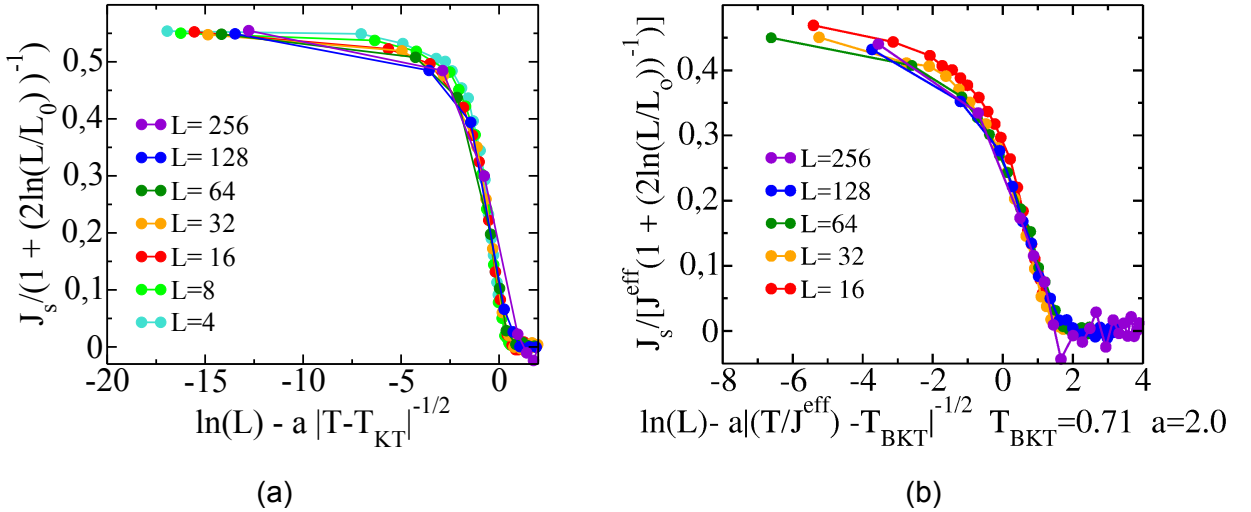 J_s/(1 + (2ln(L/L_0))^-1)
0,5
0,4
0,3
0,2
0,1
0
L= 256
L= 128
L= 64
L= 32
L= 16
L=8
L=4
-20 -15 -10 -5 0
ln(L) - a |T-T_KT|^-1/2
(a)
J_s/[J^eff(1 + (2ln(L/L_o))^-1)]
0,4
0,3
0,2
0,1
0
L=256
L=128
L=64
L= 32
L= 16
-8 -6 -4 -2 0 2 4
ln(L)- a|(T/J^eff) -T_BKT|^-1/2 T_BKT=0.71 a=2.0
(b)